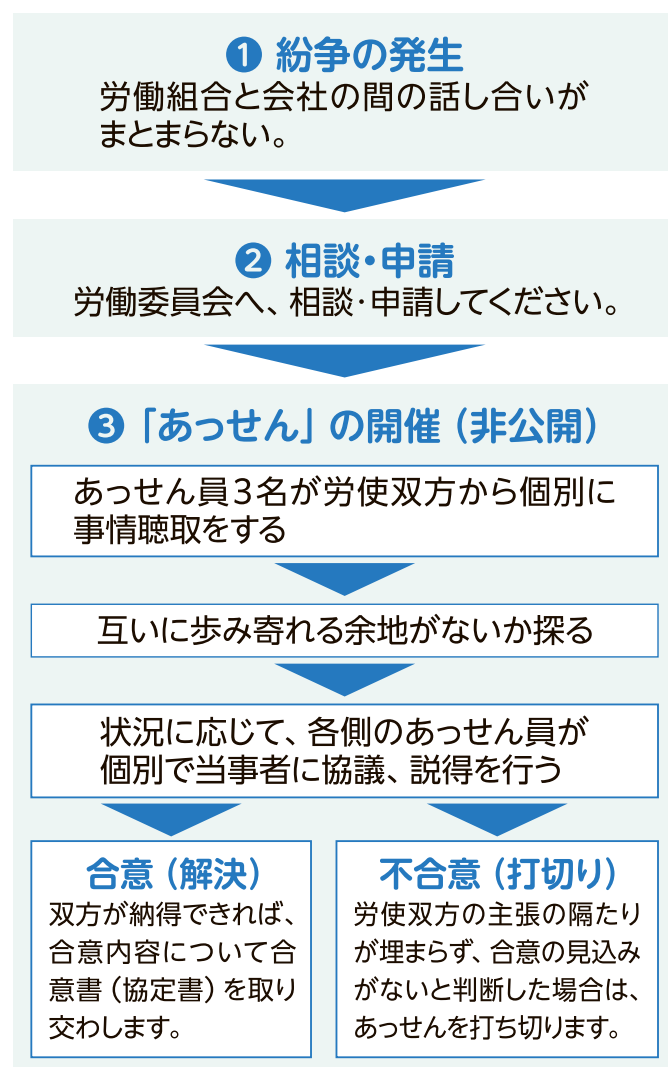 ❶ 紛争の発生
労働組合と会社の間の話し合いが
まとまらない。
❷ 相談・申請
労働委員会へ、相談・申請してください。
❸「あっせん」の開催（非公開）
あっせん員3名が労使双方から個別に
事情聴取をする
互いに歩み寄れる余地がないか探る
状況に応じて、各側のあっせん員が
個別で当事者に協議、説得を行う
合意（解決）
双方が納得できれば、
合意内容について合
意書（協定書）を取り
交わします。
不合意（打切り）
労使双方の主張の隔たり
が埋まらず、合意の見込み
がないと判断した場合は、
あっせんを打ち切ります。